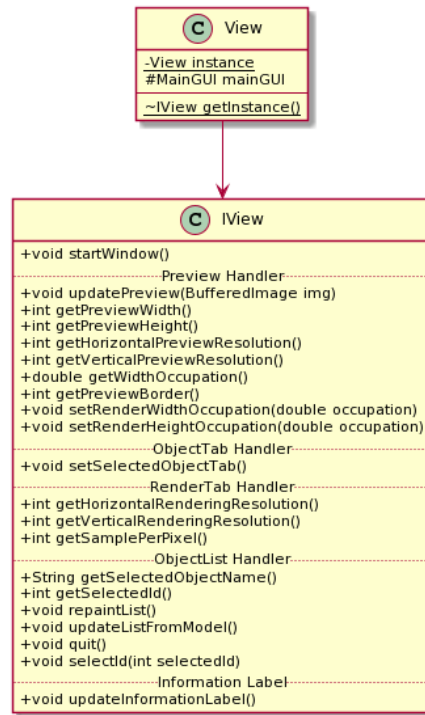 C View
-View instance
#MainGUI mainGUI
~IView getInstance()
C IView
+void startWindow()
Preview Handler
+void updatePreview(BufferedImage img)
+int getPreviewWidth()
+int getPreviewHeight()
+int getHorizontalPreviewResolution()
+int getVerticalPreviewResolution()
+double getWidthOccupation()
+int getPreviewBorder()
+void setRenderWidthOccupation(double occupation)
+void setRenderHeightOccupation(double occupation)
ObjectTab Handler
+void setSelectedObjectTab()
RenderTab Handler
+int getHorizontalRenderingResolution()
+int getVerticalRenderingResolution()
+int getSamplePerPixel()
ObjectList Handler
+String getSelectedObjectName()
+int getSelectedId()
+void repaintList()
+void updateListFromModel()
+void quit()
+void selectId(int selectedId)
Information Label
+void updateInformationLabel()